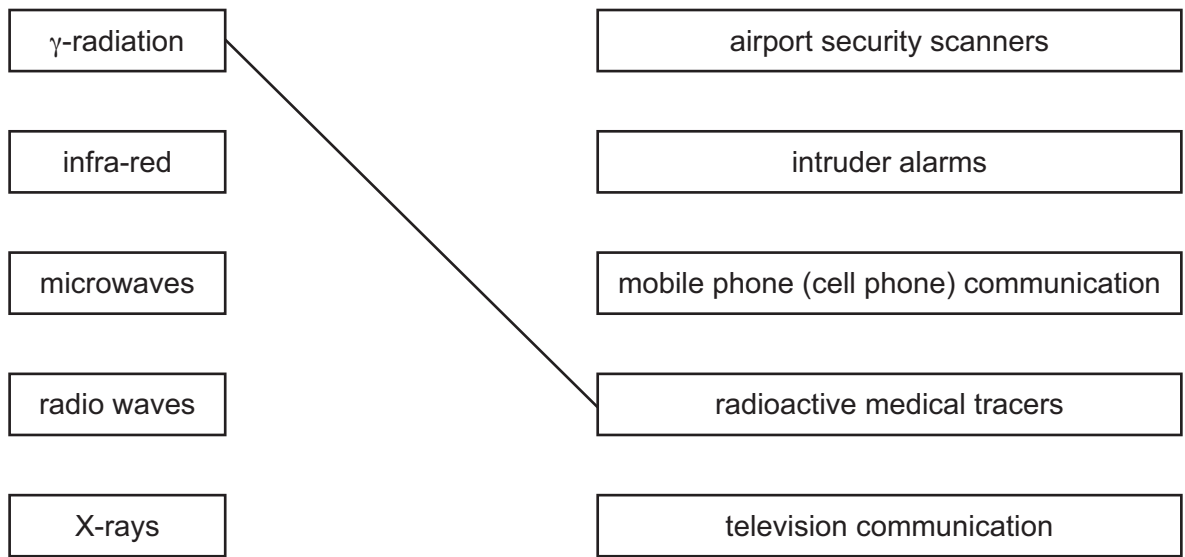 γ-radiation
airport security scanners
infra-red
intruder alarms
microwaves
mobile phone (cell phone) communication
radio waves
radioactive medical tracers
X-rays
television communication